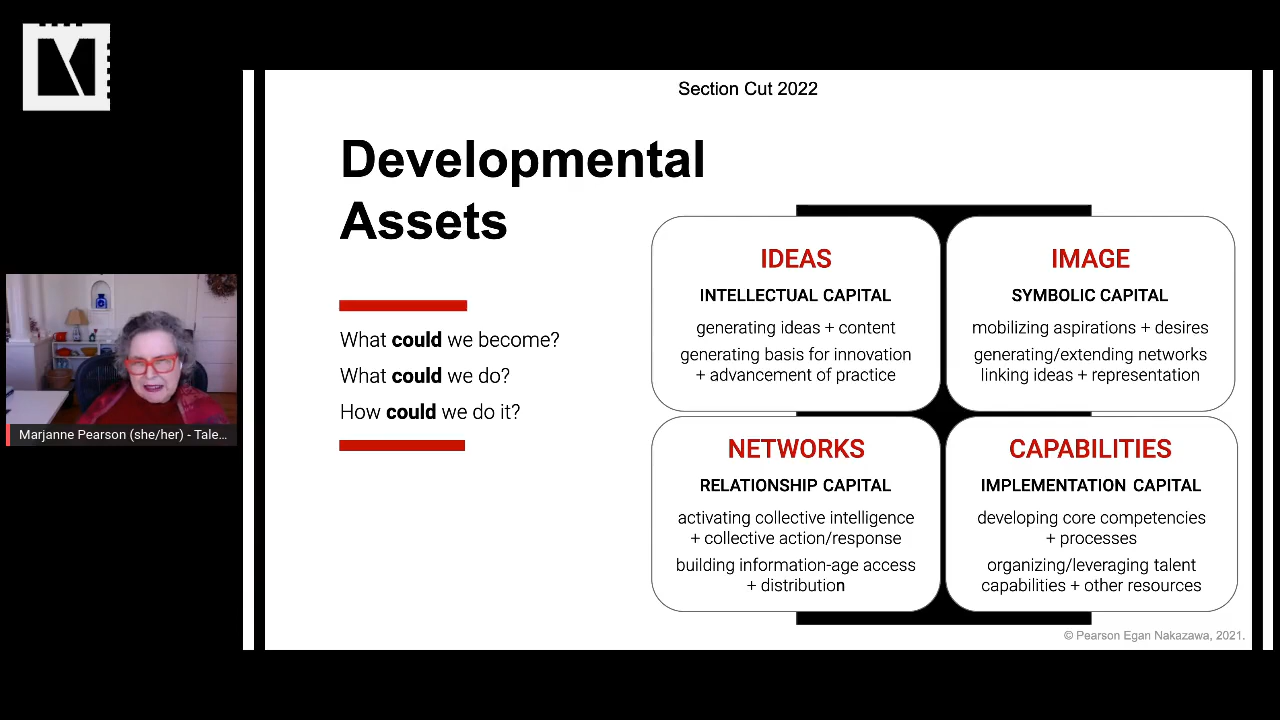 Section Cut 2022
Developmental
Assets
What could we become?
What could we do?
How could we do it?
IDEAS
INTELLECTUAL CAPITAL
generating ideas + content
generating basis for innovation
+ advancement of practice
IMAGE
SYMBOLIC CAPITAL
mobilizing aspirations + desires
generating/extending networks
linking ideas + representation
NETWORKS
RELATIONSHIP CAPITAL
activating collective intelligence
+ collective action/response
building information-age access
+ distribution
CAPABILITIES
IMPLEMENTATION CAPITAL
developing core competencies
+ processes
organizing/leveraging talent
capabilities + other resources
© Pearson Egan Nakazawa, 2021.
Marjanne Pearson (she/her) - Tale...